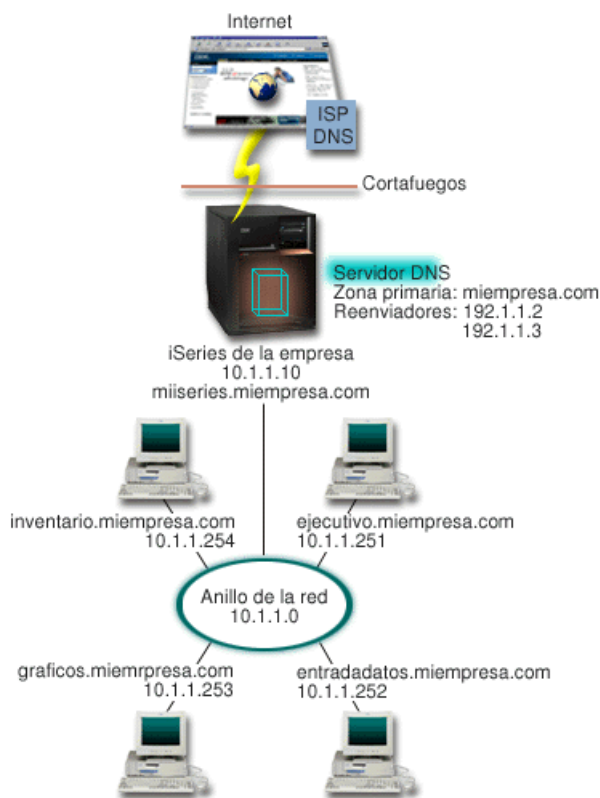 Internet
ISP
DNS
Cortafuegos
Servidor DNS
Zona primaria: miempresa.com
Reenviadores: 192.1.1.2
192.1.1.3
iSeries de la empresa
10.1.1.10
miiseries.miempresa.com
inventario.miempresa.com
10.1.1.254
ejecutivo.miempresa.com
10.1.1.251
Anillo de la red
10.1.1.0
graficos.miemrpresa.com
10.1.1.253
entradadatos.miempresa.com
10.1.1.252